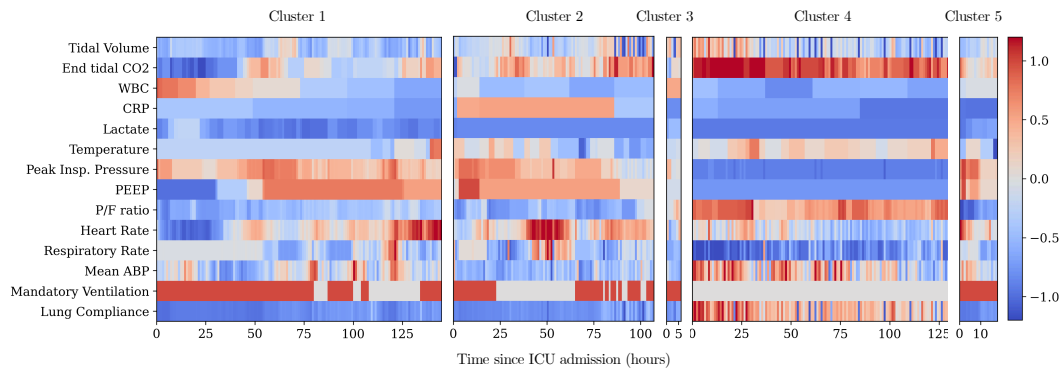 Cluster 1
Cluster 2
Cluster 3
Cluster 4
Cluster 5
Tidal Volume
End tidal CO2
WBC
CRP
Lactate
Temperature
Peak Insp. Pressure
PEEP
P/F ratio
Heart Rate
Respiratory Rate
Mean ABP
Mandatory Ventilation
Lung Compliance
0 25 50 75 100 125
0 25 50 75 100
0 5
0 25 50 75 100 125
0 10
1.0
0.5
0.0
−0.5
−1.0
Time since ICU admission (hours)